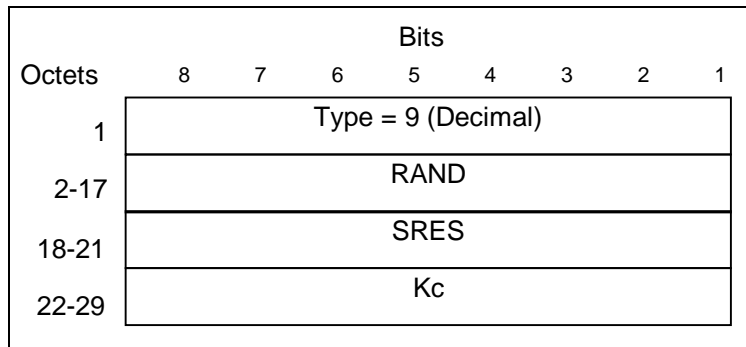 Bits
Octets 8 7 6 5 4 3 2 1
1 Type = 9 (Decimal)
2-17 RAND
18-21 SRES
22-29 Kc